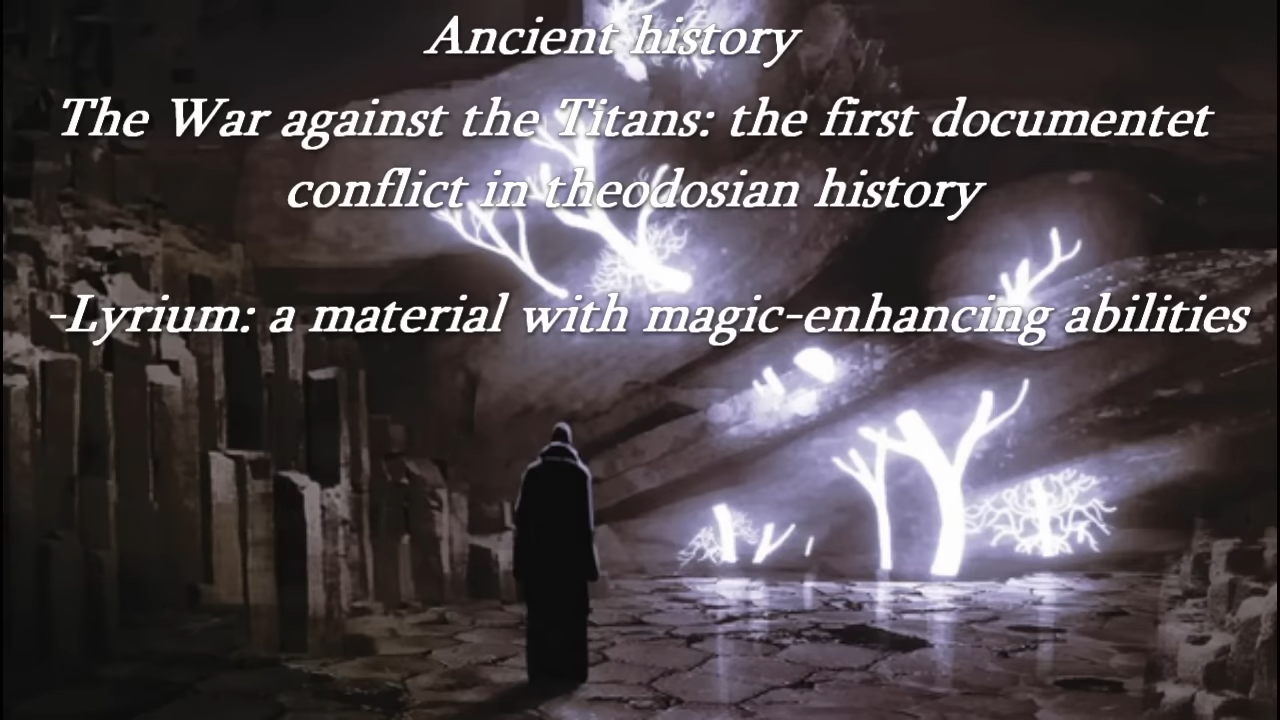 Ancient history
The War against the Titans: the first documentet
conflict in theodosian history
-Lyrium: a material with magic-enhancing abilities